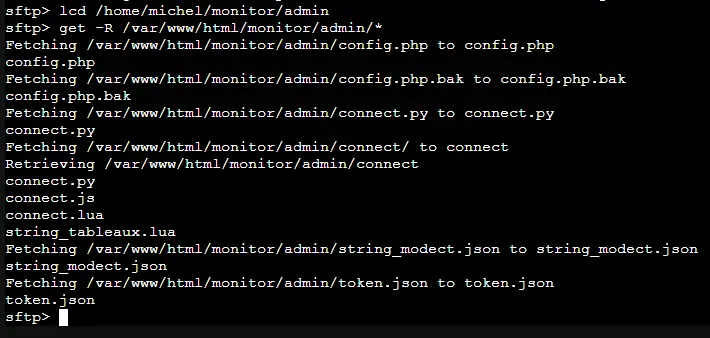 sftp> lcd /home/michel/monitor/admin
sftp> get -R /var/www/html/monitor/admin/*
Fetching /var/www/html/monitor/admin/config.php to config.php
config.php
Fetching /var/www/html/monitor/admin/config.php.bak to config.php.bak
config.php.bak
Fetching /var/www/html/monitor/admin/connect.py to connect.py
connect.py
Fetching /var/www/html/monitor/admin/connect/ to connect
Retrieving /var/www/html/monitor/admin/connect
connect.py
connect.js
connect.lua
string_tableaux.lua
Fetching /var/www/html/monitor/admin/string_modect.json to string_modect.json
string_modect.json
Fetching /var/www/html/monitor/admin/token.json to token.json
token.json
sftp>